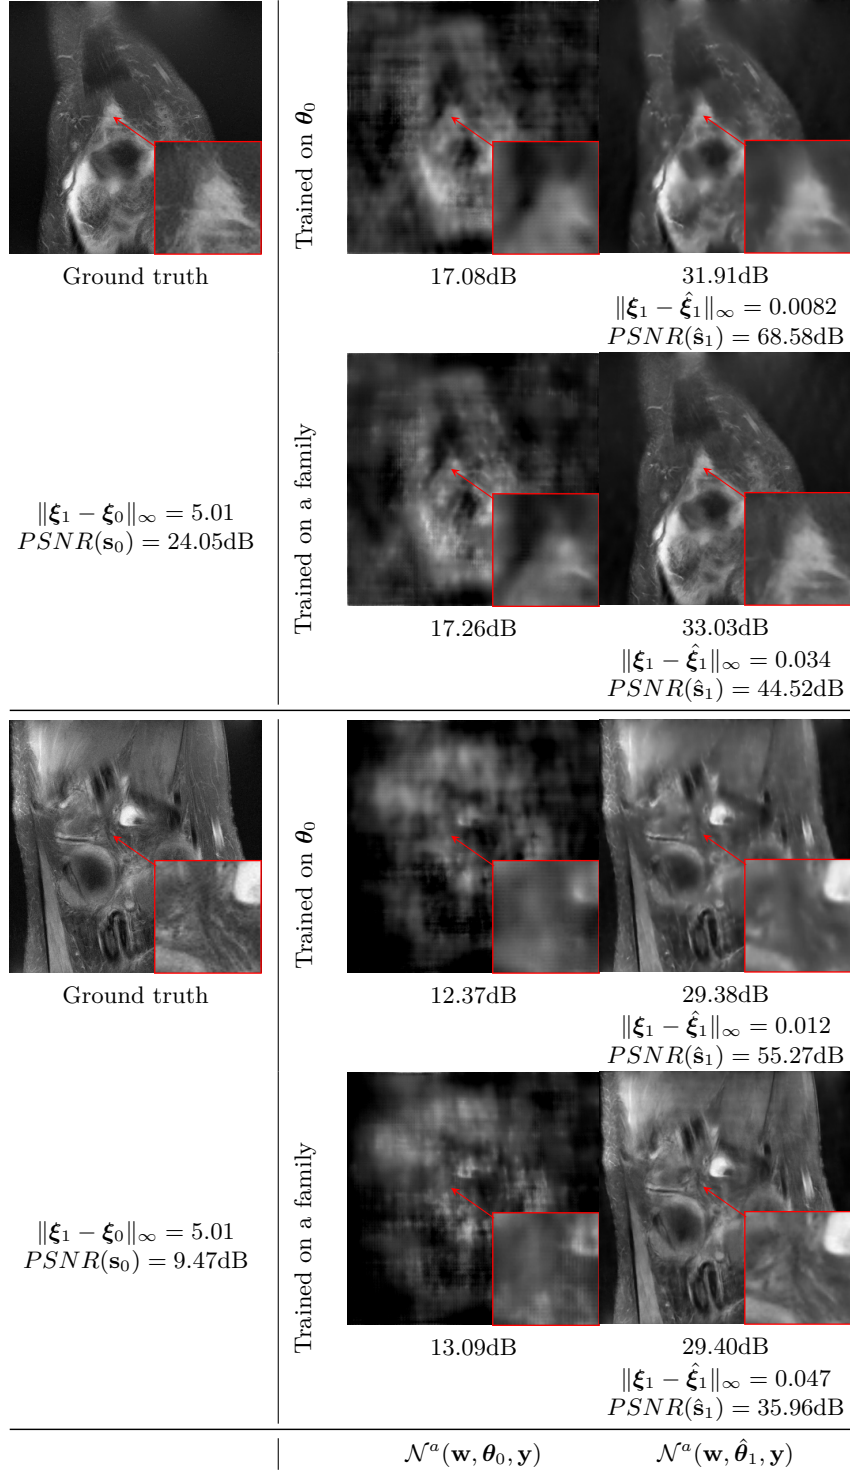 Trained on θ₀
Ground truth
17.08dB
31.91dB
‖ξ₁ − ξ̂₁‖∞ = 0.0082
PSNR(ŝ₁) = 68.58dB
Trained on a family
‖ξ₁ − ξ₀‖∞ = 5.01
PSNR(s₀) = 24.05dB
17.26dB
33.03dB
‖ξ₁ − ξ̂₁‖∞ = 0.034
PSNR(ŝ₁) = 44.52dB
Trained on θ₀
Ground truth
12.37dB
29.38dB
‖ξ₁ − ξ̂₁‖∞ = 0.012
PSNR(ŝ₁) = 55.27dB
Trained on a family
‖ξ₁ − ξ₀‖∞ = 5.01
PSNR(s₀) = 9.47dB
13.09dB
29.40dB
‖ξ₁ − ξ̂₁‖∞ = 0.047
PSNR(ŝ₁) = 35.96dB
𝒩ᵃ(w, θ₀, y)
𝒩ᵃ(w, θ̂₁, y)